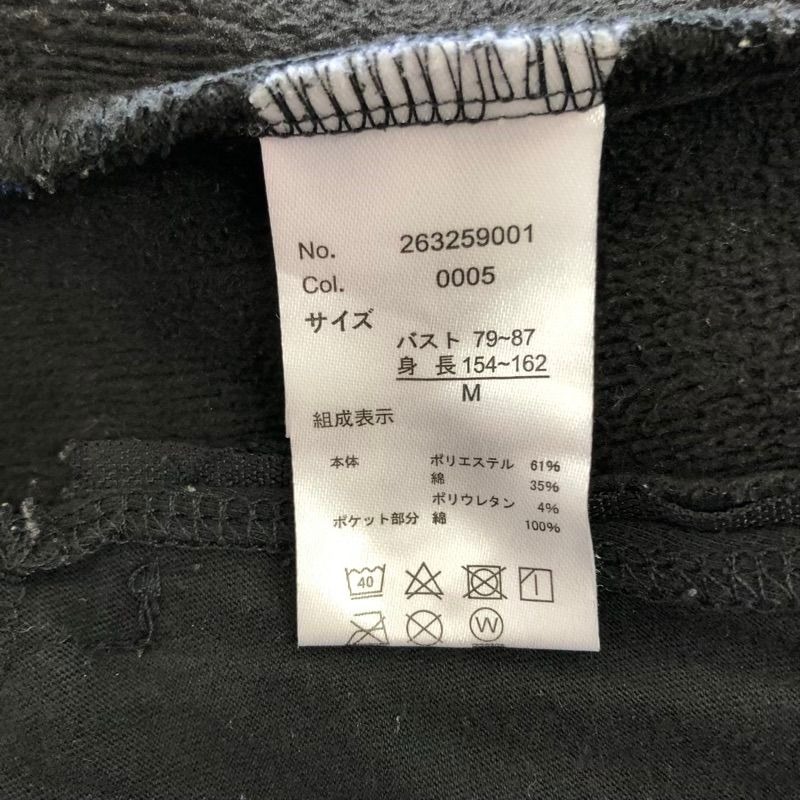 No. 263259001
Col. 0005
サイズ
バスト 79~87
身 長 154~162
M
組成表示
本体 ポリエステル 61%
綿 35%
ポリウレタン 4%
ポケット部分 綿 100%
40
W